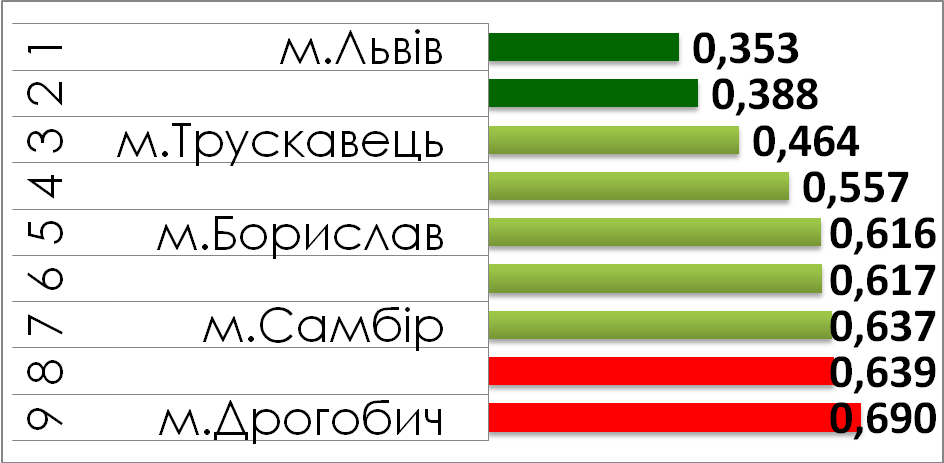 1 м.Львів 0,353
2 0,388
3 м.Трускавець 0,464
4 0,557
5 м.Борислав 0,616
6 0,617
7 м.Самбір 0,637
8 0,639
9 м.Дрогобич 0,690